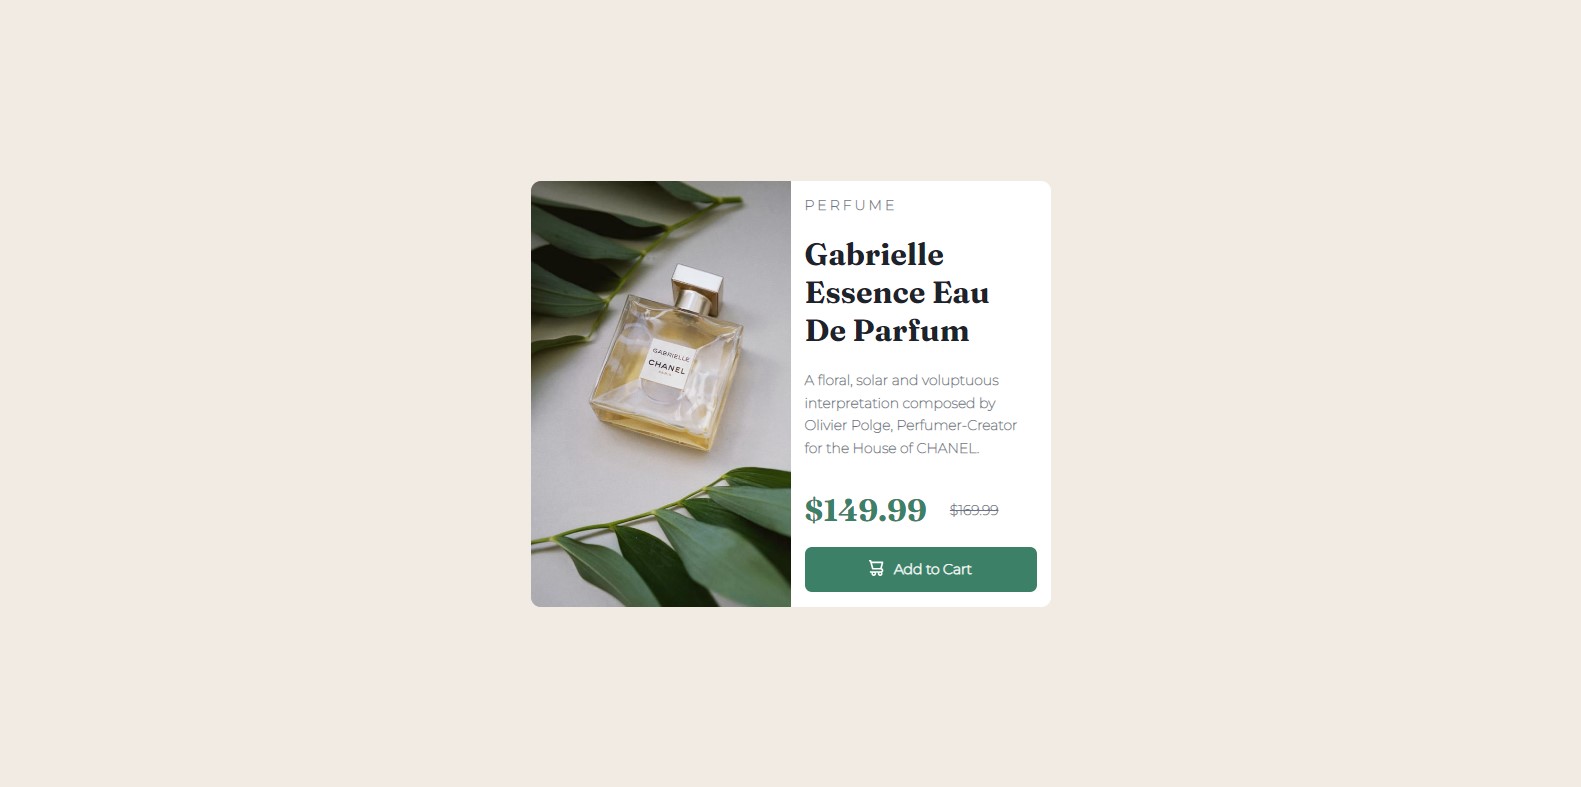 PERFUME
Gabrielle
Essence Eau
De Parfum
GABRIELLE
CHANEL
PARIS
A floral, solar and voluptuous
interpretation composed by
Olivier Polge, Perfumer-Creator
for the House of CHANEL.
$149.99 $169.99
Add to Cart